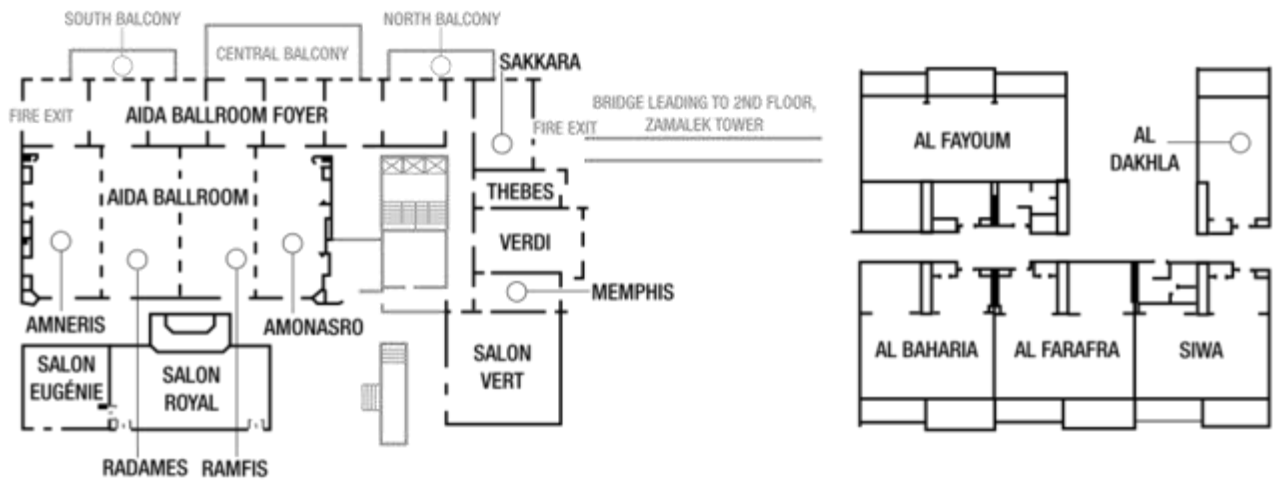 SOUTH BALCONY
NORTH BALCONY
CENTRAL BALCONY
SAKKARA
FIRE EXIT
AIDA BALLROOM FOYER
FIRE EXIT
BRIDGE LEADING TO 2ND FLOOR,
ZAMALEK TOWER
THEBES
AIDA BALLROOM
VERDI
MEMPHIS
AMNERIS
AMONASRO
SALON
EUGÉNIE
SALON
ROYAL
SALON
VERT
RADAMES
RAMFIS
AL FAYOUM
AL
DAKHLA
AL BAHARIA
AL FARAFRA
SIWA